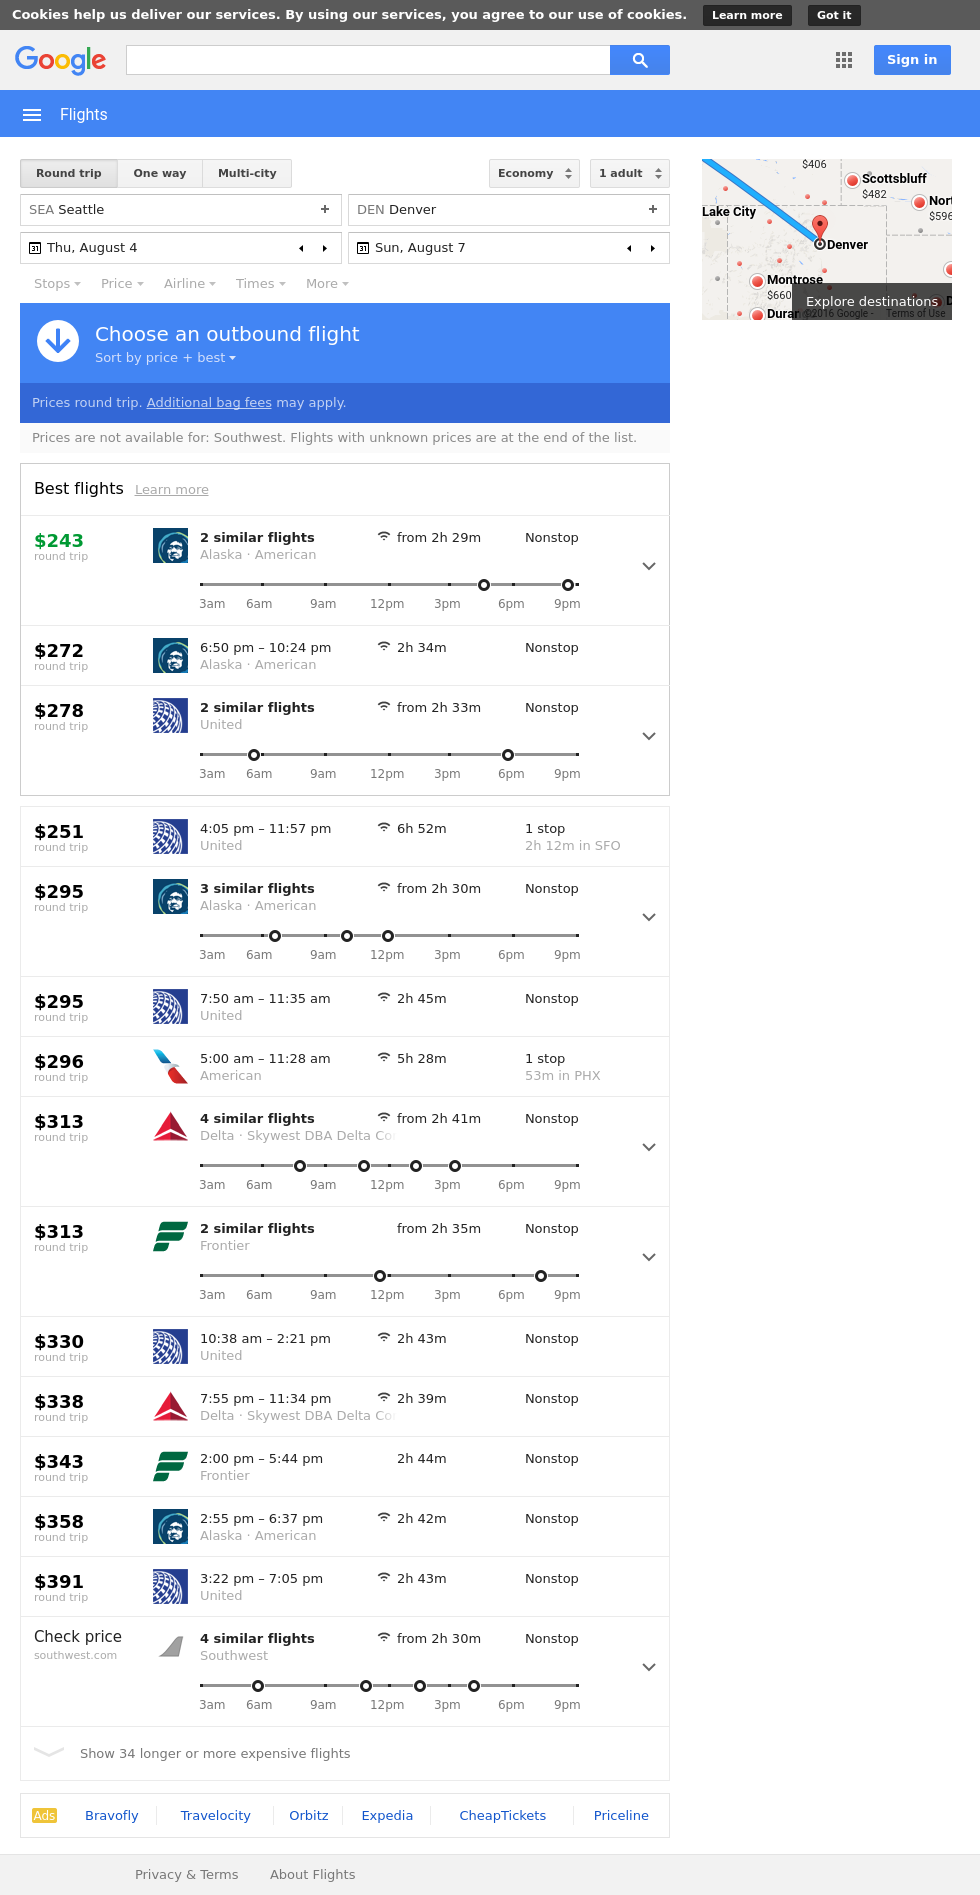 Cookies help us deliver our services. By using our services, you agree to our use of cookies. Learn more Got it
Google
Sign in
Flights
Round trip One way Multi-city Economy 1 adult
SEA Seattle + DEN Denver +
31 Thu, August 4 31 Sun, August 7
Stops Price Airline Times More
$406
Scottsbluff
$482
$596
Lake City
Denver
Montrose
$660
©2016 Google - Terms of Use
Explore destinations
Choose an outbound flight
Sort by price + best
Prices round trip. Additional bag fees may apply.
Prices are not available for: Southwest. Flights with unknown prices are at the end of the list.
Best flights Learn more
$243 2 similar flights from 2h 29m Nonstop
round trip Alaska · American
3am 6am 9am 12pm 3pm 6pm 9pm
$272 6:50 pm – 10:24 pm 2h 34m Nonstop
round trip Alaska · American
$278 2 similar flights from 2h 33m Nonstop
round trip United
3am 6am 9am 12pm 3pm 6pm 9pm
$251 4:05 pm – 11:57 pm 6h 52m 1 stop
round trip United 2h 12m in SFO
$295 3 similar flights from 2h 30m Nonstop
round trip Alaska · American
3am 6am 9am 12pm 3pm 6pm 9pm
$295 7:50 am – 11:35 am 2h 45m Nonstop
round trip United
$296 5:00 am – 11:28 am 5h 28m 1 stop
round trip American 53m in PHX
$313 4 similar flights from 2h 41m Nonstop
round trip Delta · Skywest DBA Delta Co
3am 6am 9am 12pm 3pm 6pm 9pm
$313 2 similar flights from 2h 35m Nonstop
round trip Frontier
3am 6am 9am 12pm 3pm 6pm 9pm
$330 10:38 am – 2:21 pm 2h 43m Nonstop
round trip United
$338 7:55 pm – 11:34 pm 2h 39m Nonstop
round trip Delta · Skywest DBA Delta Co
$343 2:00 pm – 5:44 pm 2h 44m Nonstop
round trip Frontier
$358 2:55 pm – 6:37 pm 2h 42m Nonstop
round trip Alaska · American
$391 3:22 pm – 7:05 pm 2h 43m Nonstop
round trip United
Check price 4 similar flights from 2h 30m Nonstop
southwest.com Southwest
3am 6am 9am 12pm 3pm 6pm 9pm
Show 34 longer or more expensive flights
Ads Bravofly Travelocity Orbitz Expedia CheapTickets Priceline
Privacy & Terms About Flights